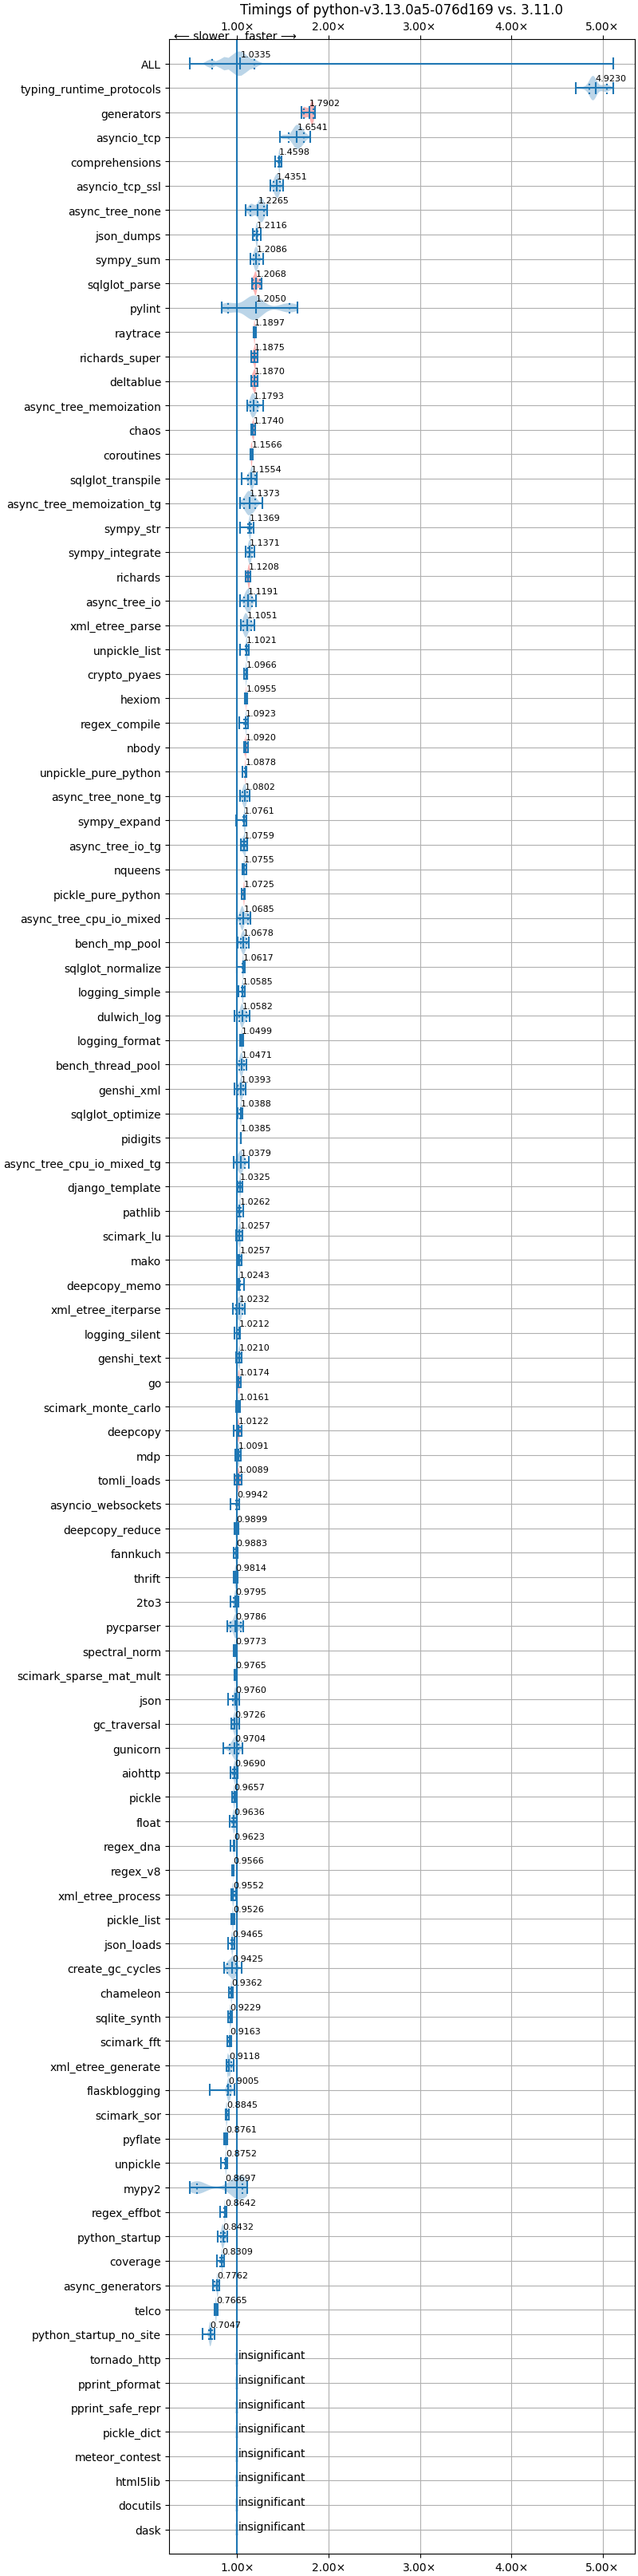 Timings of python-v3.13.0a5-076d169 vs. 3.11.0
1.00× 2.00× 3.00× 4.00× 5.00×
⟵ slower faster ⟶
ALL 1.0335
typing_runtime_protocols 4.9230
generators 1.7902
asyncio_tcp 1.6541
comprehensions 1.4598
asyncio_tcp_ssl 1.4351
async_tree_none 1.2265
json_dumps 1.2116
sympy_sum 1.2086
sqlglot_parse 1.2068
pylint 1.2050
raytrace 1.1897
richards_super 1.1875
deltablue 1.1870
async_tree_memoization 1.1793
chaos 1.1740
coroutines 1.1566
sqlglot_transpile 1.1554
async_tree_memoization_tg 1.1373
sympy_str 1.1369
sympy_integrate 1.1371
richards 1.1208
async_tree_io 1.1191
xml_etree_parse 1.1051
unpickle_list 1.1021
crypto_pyaes 1.0966
hexiom 1.0955
regex_compile 1.0923
nbody 1.0920
unpickle_pure_python 1.0878
async_tree_none_tg 1.0802
sympy_expand 1.0761
async_tree_io_tg 1.0759
nqueens 1.0755
pickle_pure_python 1.0725
async_tree_cpu_io_mixed 1.0685
bench_mp_pool 1.0678
sqlglot_normalize 1.0617
logging_simple 1.0585
dulwich_log 1.0582
logging_format 1.0499
bench_thread_pool 1.0471
genshi_xml 1.0393
sqlglot_optimize 1.0388
pidigits 1.0385
async_tree_cpu_io_mixed_tg 1.0379
django_template 1.0325
pathlib 1.0262
scimark_lu 1.0257
mako 1.0257
deepcopy_memo 1.0243
xml_etree_iterparse 1.0232
logging_silent 1.0212
genshi_text 1.0210
go 1.0174
scimark_monte_carlo 1.0161
deepcopy 1.0122
mdp 1.0091
tomli_loads 1.0089
asyncio_websockets 0.9942
deepcopy_reduce 0.9899
fannkuch 0.9883
thrift 0.9814
2to3 0.9795
pycparser 0.9786
spectral_norm 0.9773
scimark_sparse_mat_mult 0.9765
json 0.9760
gc_traversal 0.9726
gunicorn 0.9704
aiohttp 0.9690
pickle 0.9657
float 0.9636
regex_dna 0.9623
regex_v8 0.9566
xml_etree_process 0.9552
pickle_list 0.9526
json_loads 0.9465
create_gc_cycles 0.9425
chameleon 0.9362
sqlite_synth 0.9229
scimark_fft 0.9163
xml_etree_generate 0.9118
flaskblogging 0.9005
scimark_sor 0.8845
pyflate 0.8761
unpickle 0.8752
mypy2 0.8697
regex_effbot 0.8642
python_startup 0.8432
coverage 0.8309
async_generators 0.7762
telco 0.7665
python_startup_no_site 0.7047
tornado_http insignificant
pprint_pformat insignificant
pprint_safe_repr insignificant
pickle_dict insignificant
meteor_contest insignificant
html5lib insignificant
docutils insignificant
dask insignificant
1.00× 2.00× 3.00× 4.00× 5.00×